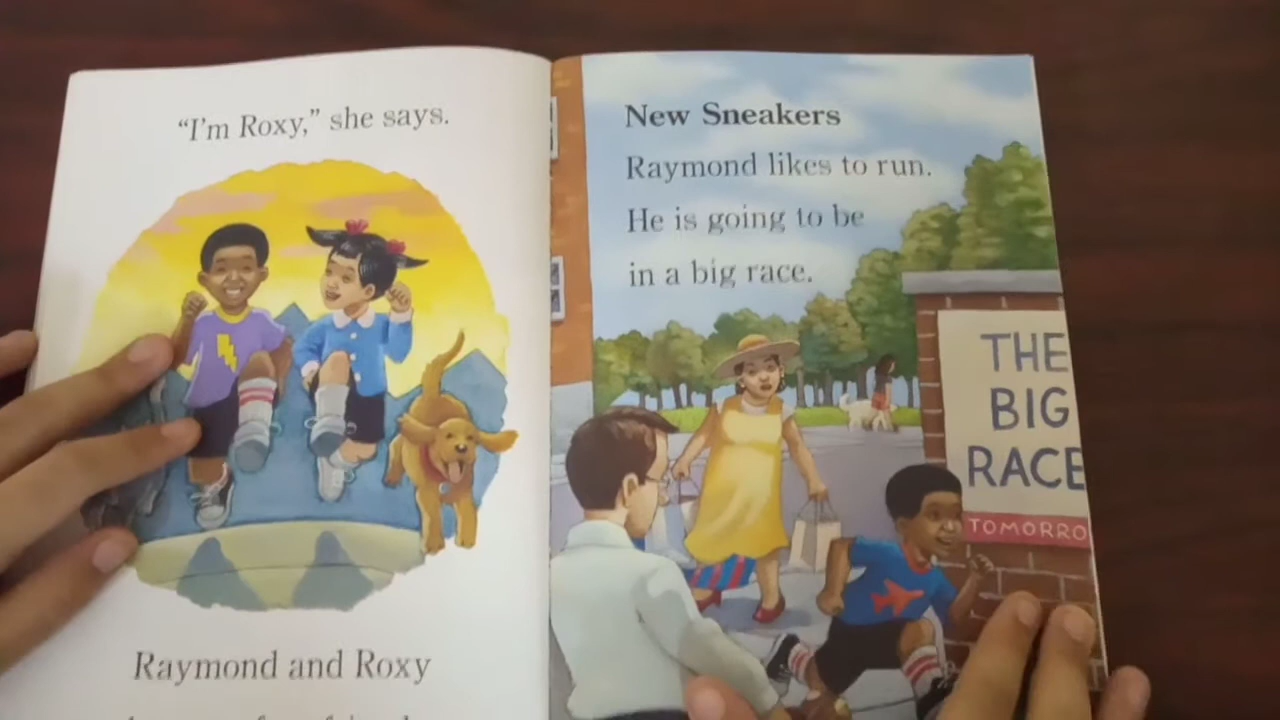 “I’m Roxy,” she says.
Raymond and Roxy
New Sneakers
Raymond likes to run.
He is going to be
in a big race.
THE
BIG
RACE
TOMORRO